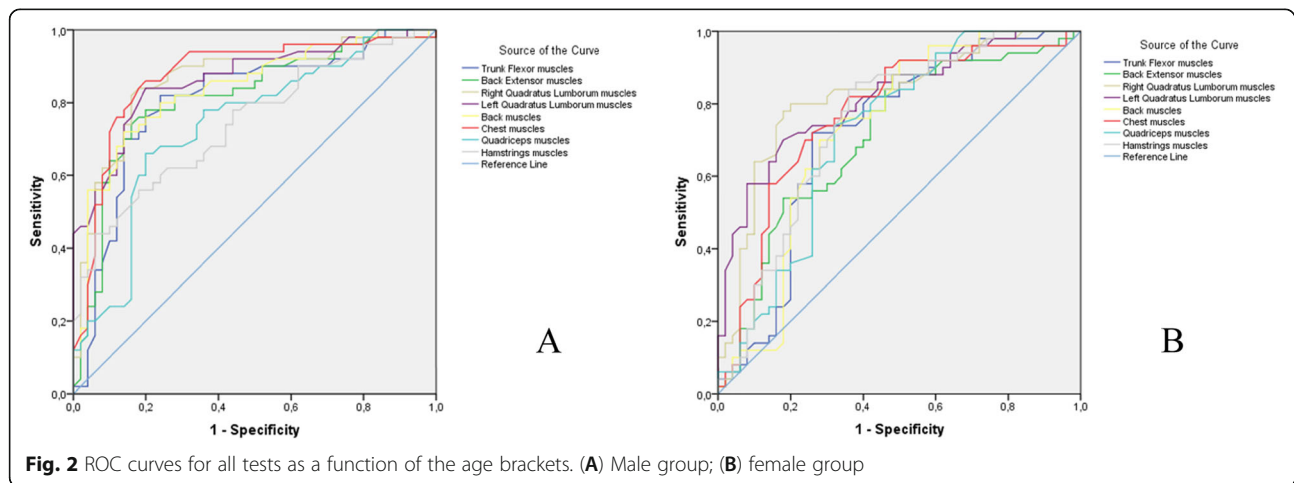 Source of the Curve
Trunk Flexor muscles
Back Extensor muscles
Right Quadratus Lumborum muscles
Left Quadratus Lumborum muscles
Back muscles
Chest muscles
Quadriceps muscles
Hamstrings muscles
Reference Line
Sensitivity
1,0
0,8
0,6
0,4
0,2
0,0
0,0 0,2 0,4 0,6 0,8 1,0
1 - Specificity
A
Source of the Curve
Trunk Flexor muscles
Back Extensor muscles
Right Quadratus Lumborum muscles
Left Quadratus Lumborum muscles
Back muscles
Chest muscles
Quadriceps muscles
Hamstrings muscles
Reference Line
Sensitivity
1,0
0,8
0,6
0,4
0,2
0,0
0,0 0,2 0,4 0,6 0,8 1,0
1 - Specificity
B
Fig. 2 ROC curves for all tests as a function of the age brackets. (A) Male group; (B) female group